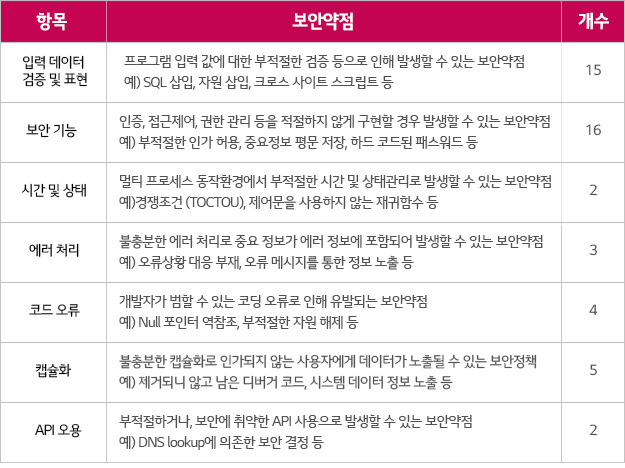 항목 보안약점 개수
입력 데이터
검증 및 표현
프로그램 입력 값에 대한 부적절한 검증 등으로 인해 발생할 수 있는 보안약점
예) SQL 삽입, 자원 삽입, 크로스 사이트 스크립트 등
15
보안 기능
인증, 접근제어, 권한 관리 등을 적절하지 않게 구현할 경우 발생할 수 있는 보안약점
예) 부적절한 인가 허용, 중요정보 평문 저장, 하드 코드된 패스워드 등
16
시간 및 상태
멀티 프로세스 동작환경에서 부적절한 시간 및 상태관리로 발생할 수 있는 보안약점
예)경쟁조건 (TOCTOU), 제어문을 사용하지 않는 재귀함수 등
2
에러 처리
불충분한 에러 처리로 중요 정보가 에러 정보에 포함되어 발생할 수 있는 보안약점
예) 오류상황 대응 부재, 오류 메시지를 통한 정보 노출 등
3
코드 오류
개발자가 범할 수 있는 코딩 오류로 인해 유발되는 보안약점
예) Null 포인터 역참조, 부적절한 자원 해제 등
4
캡슐화
불충분한 캡슐화로 인가되지 않는 사용자에게 데이터가 노출될 수 있는 보안정책
예) 제거되니 않고 남은 디버거 코드, 시스템 데이터 정보 노출 등
5
API 오용
부적절하거나, 보안에 취약한 API 사용으로 발생할 수 있는 보안약점
예) DNS lookup에 의존한 보안 결정 등
2